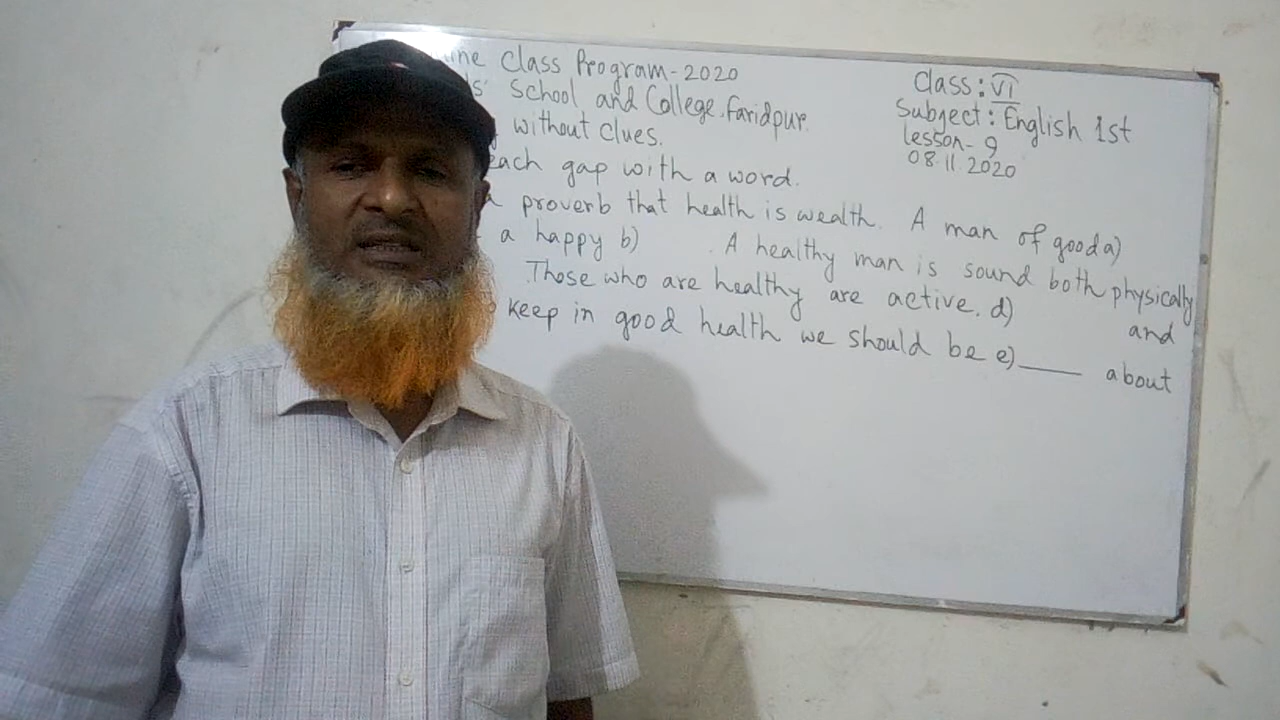 Class Program-2020
School and College, Faridpur.
without clues.
each gap with a word.
a proverb that health is wealth. A man of good a)
a happy b) . A healthy man is sound both physically
Those who are healthy are active. d) and
keep in good health we should be e)____ about
Class: VI
Subject: English 1st
lesson-9
08.11.2020